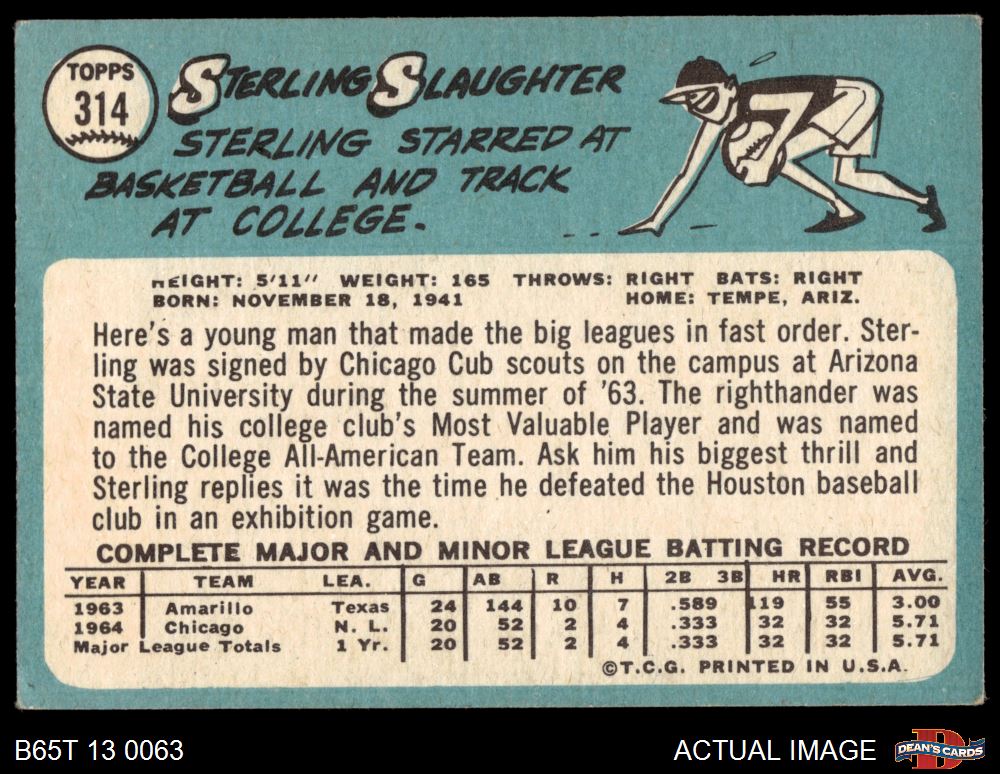 TOPPS
314
STERLING SLAUGHTER
STERLING STARRED AT
BASKETBALL AND TRACK
AT COLLEGE.
7
HEIGHT: 5'11" WEIGHT: 165 THROWS: RIGHT BATS: RIGHT
BORN: NOVEMBER 18, 1941 HOME: TEMPE, ARIZ.
Here's a young man that made the big leagues in fast order. Ster-
ling was signed by Chicago Cub scouts on the campus at Arizona
State University during the summer of '63. The righthander was
named his college club's Most Valuable Player and was named
to the College All-American Team. Ask him his biggest thrill and
Sterling replies it was the time he defeated the Houston baseball
club in an exhibition game.
COMPLETE MAJOR AND MINOR LEAGUE BATTING RECORD
YEAR TEAM LEA. G AB R H 2B 3B HR RBI AVG.
1963 Amarillo Texas 24 144 10 7 .589 119 55 3.00
1964 Chicago N. L. 20 52 2 4 .333 32 32 5.71
Major League Totals 1 Yr. 20 52 2 4 .333 32 32 5.71
©T.C.G. PRINTED IN U.S.A.
B65T 13 0063 ACTUAL IMAGE
D
DEAN'S CARDS